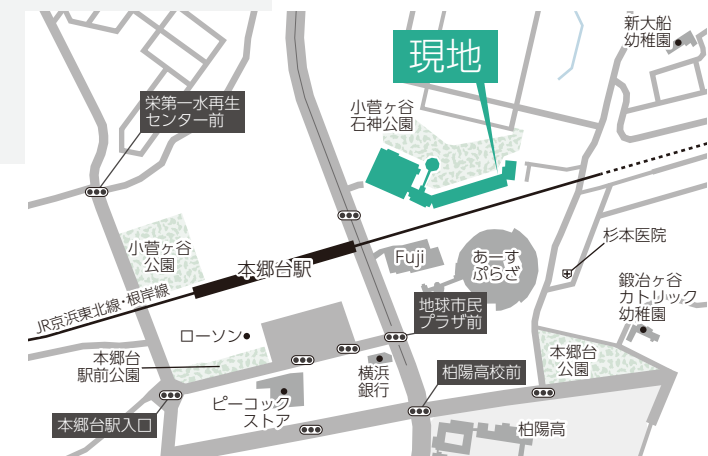 新大船
幼稚園
現地
栄第一水再生
センター前
小菅ヶ谷
石神公園
小菅ヶ谷
公園
本郷台駅
Fuji
あーす
ぷらざ
杉本医院
JR京浜東北線・根岸線
鍛冶ヶ谷
カトリック
幼稚園
地球市民
プラザ前
ローソン
本郷台
駅前公園
横浜
銀行
柏陽高校前
本郷台
公園
ピーコック
ストア
本郷台駅入口
柏陽高